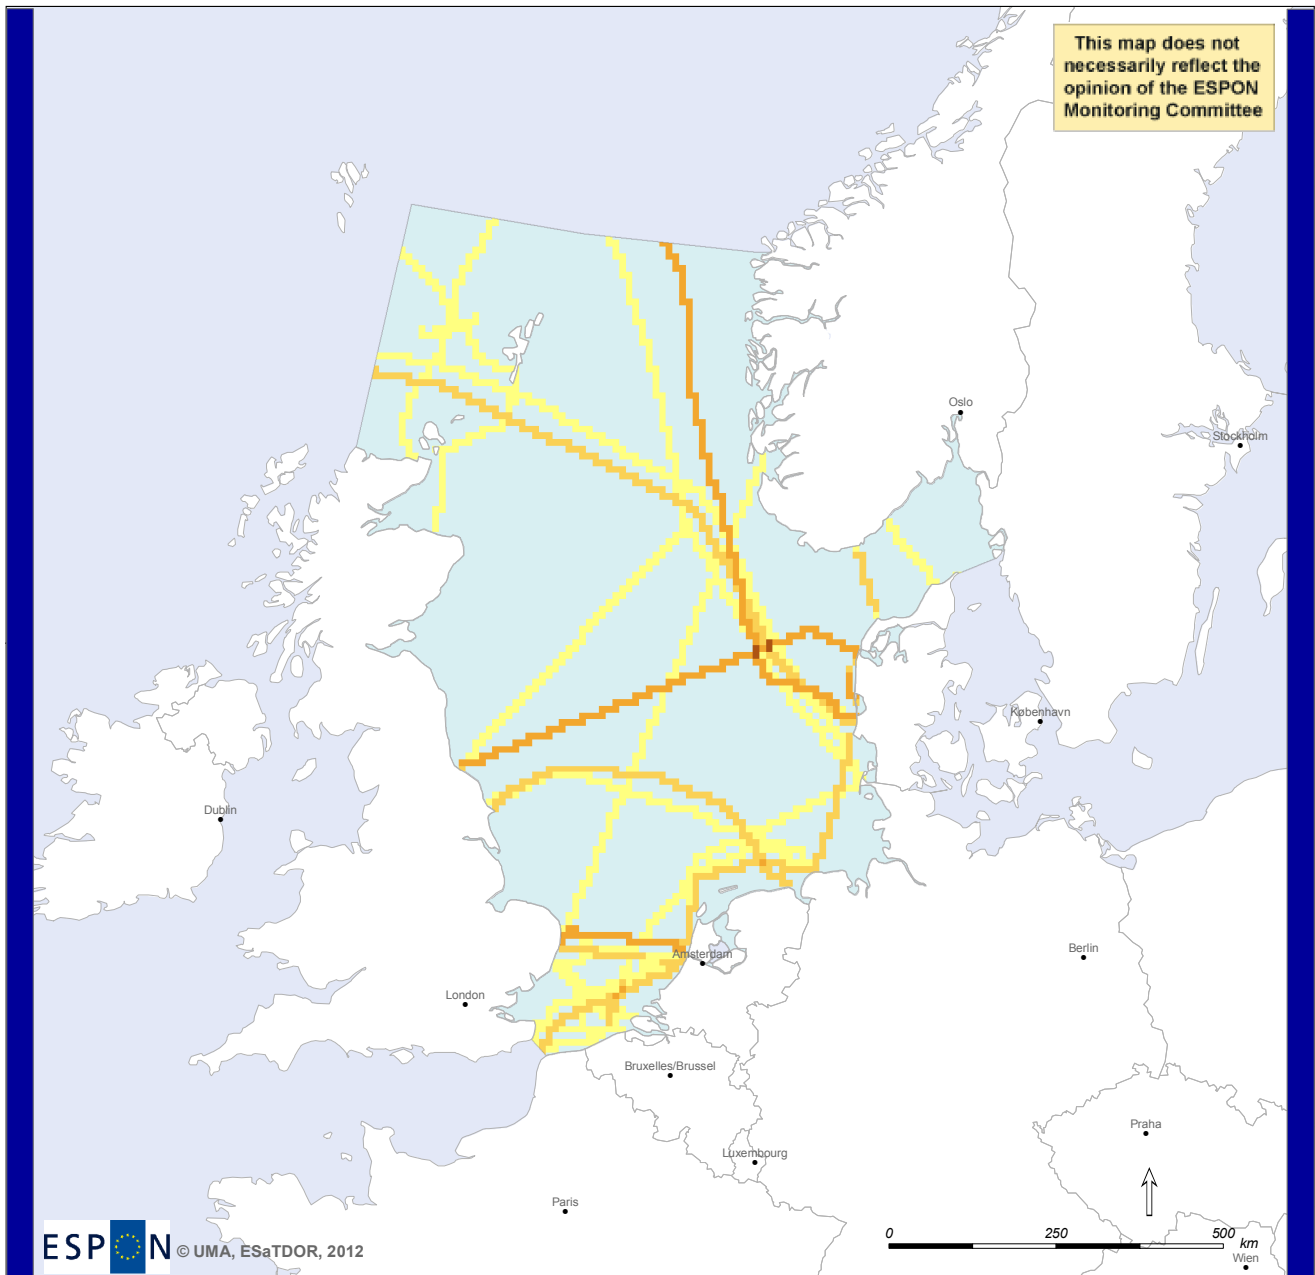 This map does not
necessarily reflect the
opinion of the ESPON
Monitoring Committee
Oslo
Stockholm
København
Dublin
Berlin
Amsterdam
London
Bruxelles/Brussel
Praha
Luxembourg
Paris
0 250 500
km
Wien
ESPON © UMA, ESaTDOR, 2012